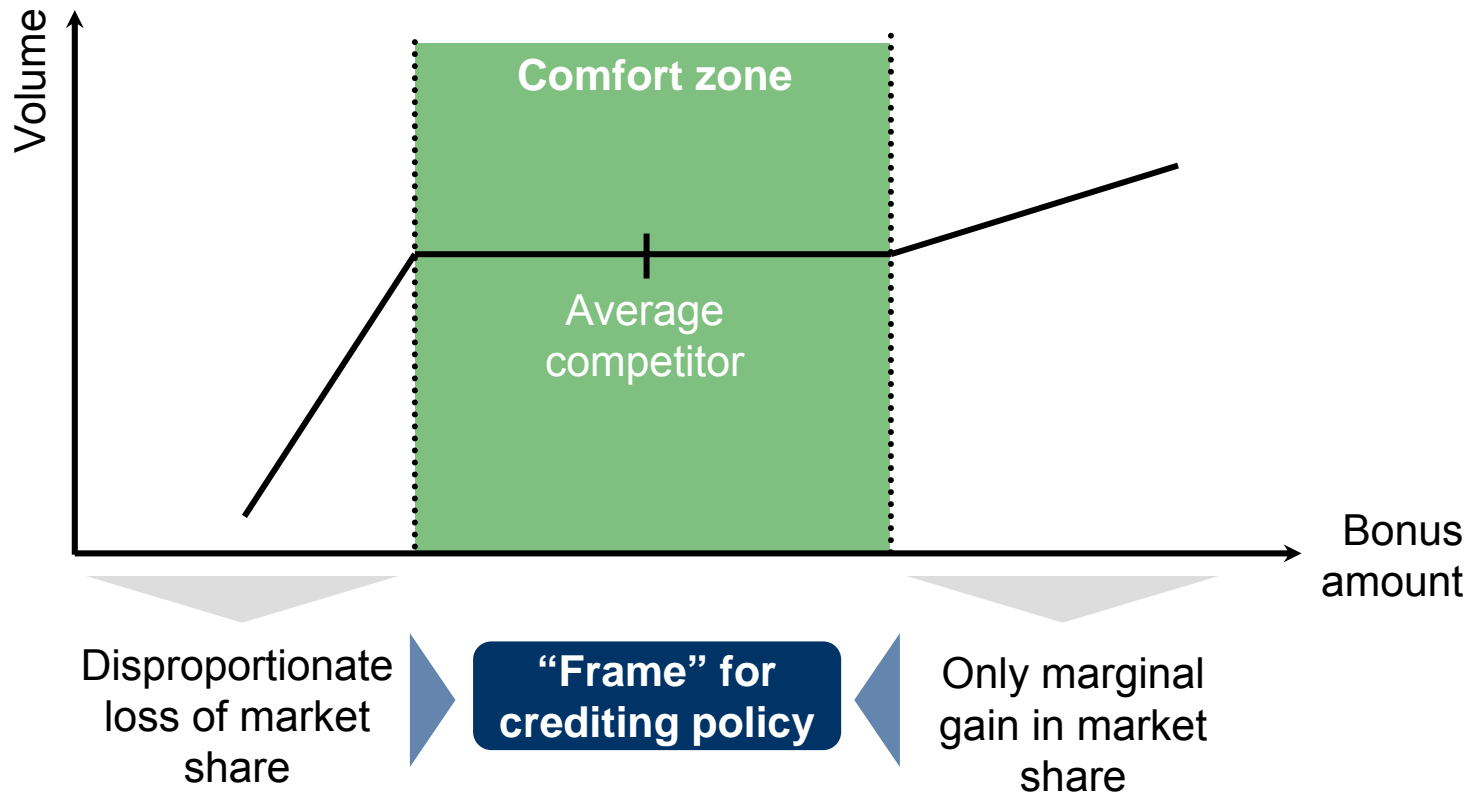 Volume
Comfort zone
Average
competitor
Bonus
amount
Disproportionate
loss of market
share
“Frame” for
crediting policy
Only marginal
gain in market
share